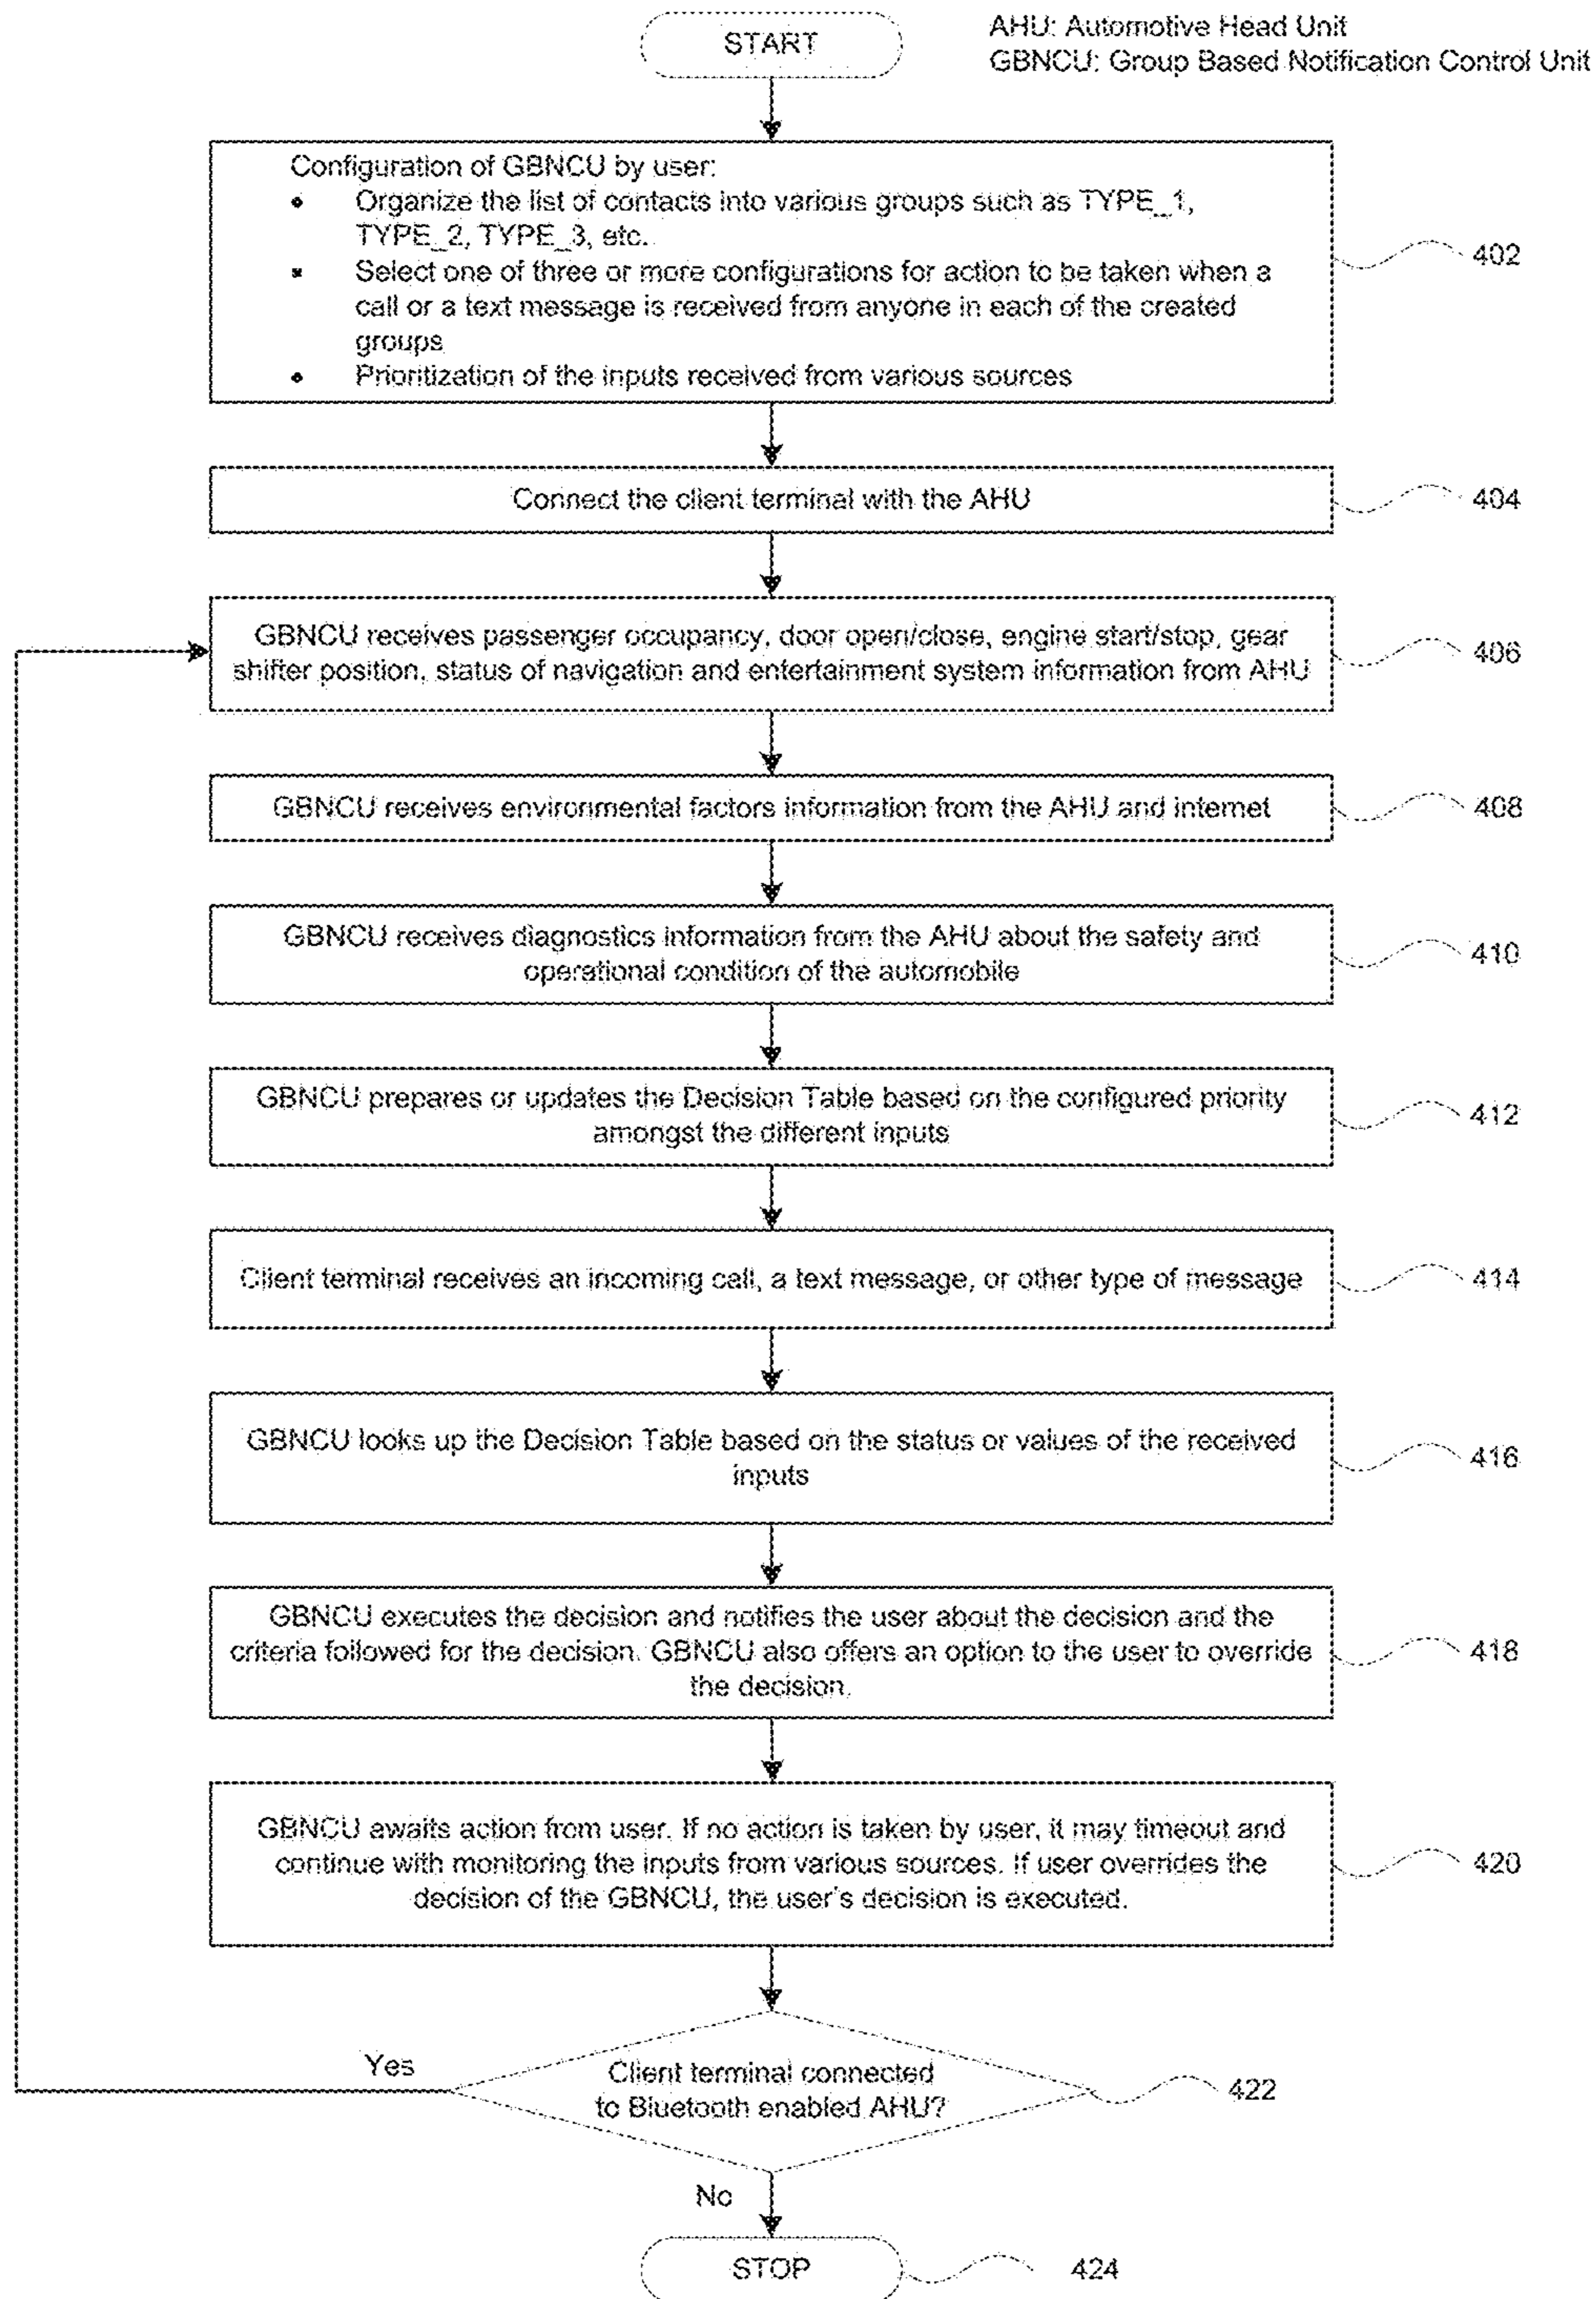 START
AHU: Automotive Head Unit
GBNCU: Group Based Notification Control Unit
Configuration of GBNCU by user:
• Organize the list of contacts into various groups such as TYPE_1,
TYPE_2, TYPE_3, etc.
• Select one of three or more configurations for action to be taken when a
call or a text message is received from anyone in each of the created
groups
• Prioritization of the inputs received from various sources
402
Connect the client terminal with the AHU
404
GBNCU receives passenger occupancy, door open/close, engine start/stop, gear
shifter position, status of navigation and entertainment system information from AHU
406
GBNCU receives environmental factors information from the AHU and internet
408
GBNCU receives diagnostics information from the AHU about the safety and
operational condition of the automobile
410
GBNCU prepares or updates the Decision Table based on the configured priority
amongst the different inputs
412
Client terminal receives an incoming call, a text message, or other type of message
414
GBNCU looks up the Decision Table based on the status or values of the received
inputs
416
GBNCU executes the decision and notifies the user about the decision and the
criteria followed for the decision. GBNCU also offers an option to the user to override
the decision.
418
GBNCU awaits action from user. If no action is taken by user, it may timeout and
continue with monitoring the inputs from various sources. If user overrides the
decision of the GBNCU, the user's decision is executed.
420
Yes
Client terminal connected
to Bluetooth enabled AHU?
422
No
STOP
424